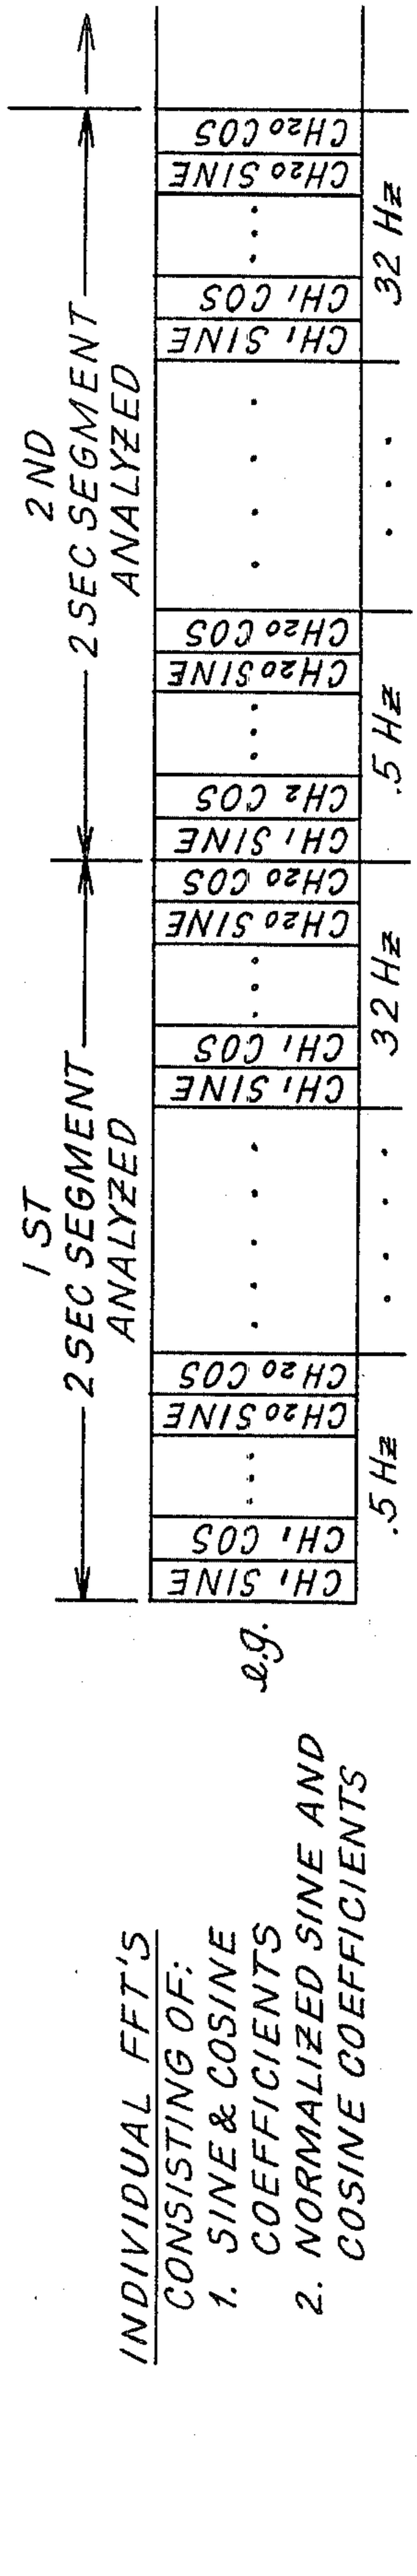 INDIVIDUAL FFT'S
CONSISTING OF:
1. SINE & COSINE
COEFFICIENTS
2. NORMALIZED SINE AND
COSINE COEFFICIENTS
e.g.
1ST
2 SEC SEGMENT
ANALYZED
2ND
2 SEC SEGMENT
ANALYZED
CH1 SINE
CH1 COS
...
CH20 SINE
CH20 COS
. . . . .
CH1 SINE
CH1 COS
...
CH20 SINE
CH20 COS
CH1 SINE
CH2 COS
...
CH20 SINE
CH20 COS
. . . .
CH1 SINE
CH1 COS
...
CH20 SINE
CH20 COS
.5 Hz
. . . .
32 Hz
.5 Hz
. . .
32 Hz